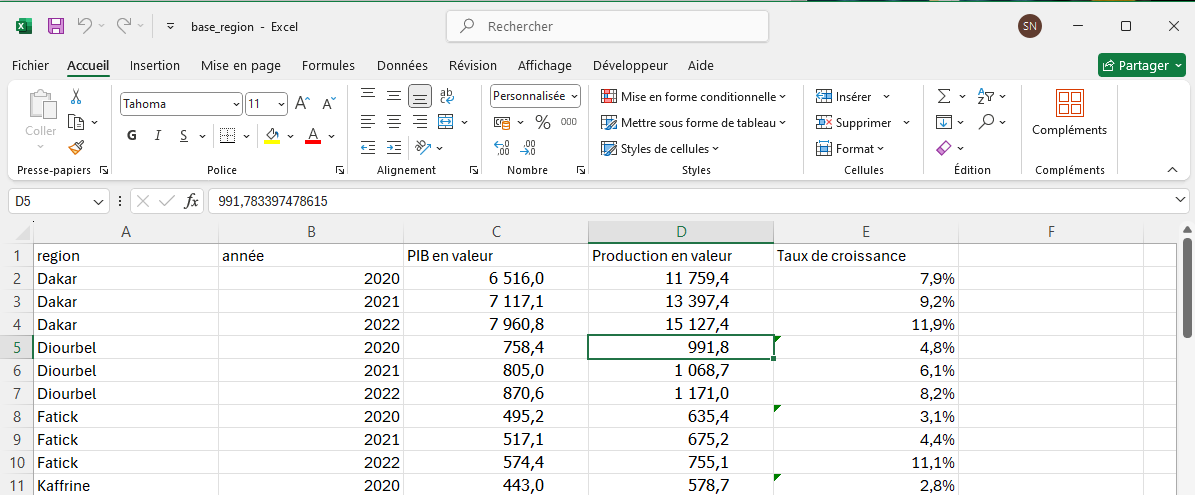 base_region - Excel
Rechercher
SN
Fichier Accueil Insertion Mise en page Formules Données Révision Affichage Développeur Aide
Partager
Coller
Presse-papiers
Tahoma 11
G I S
Police
ab
Alignement
Personnalisée
% 000
Nombre
Mise en forme conditionnelle
Mettre sous forme de tableau
Styles de cellules
Styles
Insérer
Supprimer
Format
Cellules
Édition
Compléments
Compléments
D5 fx 991,783397478615
A B C D E F
1 region année PIB en valeur Production en valeur Taux de croissance
2 Dakar 2020 6 516,0 11 759,4 7,9%
3 Dakar 2021 7 117,1 13 397,4 9,2%
4 Dakar 2022 7 960,8 15 127,4 11,9%
5 Diourbel 2020 758,4 991,8 4,8%
6 Diourbel 2021 805,0 1 068,7 6,1%
7 Diourbel 2022 870,6 1 171,0 8,2%
8 Fatick 2020 495,2 635,4 3,1%
9 Fatick 2021 517,1 675,2 4,4%
10 Fatick 2022 574,4 755,1 11,1%
11 Kaffrine 2020 443,0 578,7 2,8%